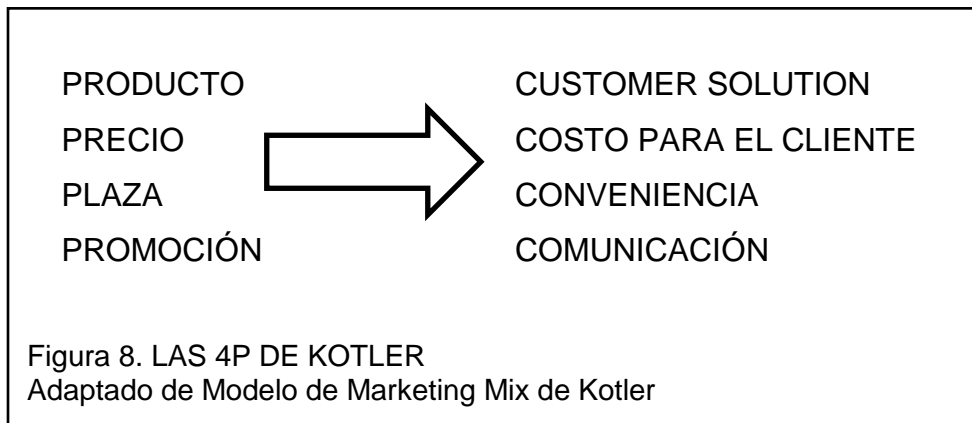 PRODUCTO CUSTOMER SOLUTION
PRECIO COSTO PARA EL CLIENTE
PLAZA CONVENIENCIA
PROMOCIÓN COMUNICACIÓN
Figura 8. LAS 4P DE KOTLER
Adaptado de Modelo de Marketing Mix de Kotler